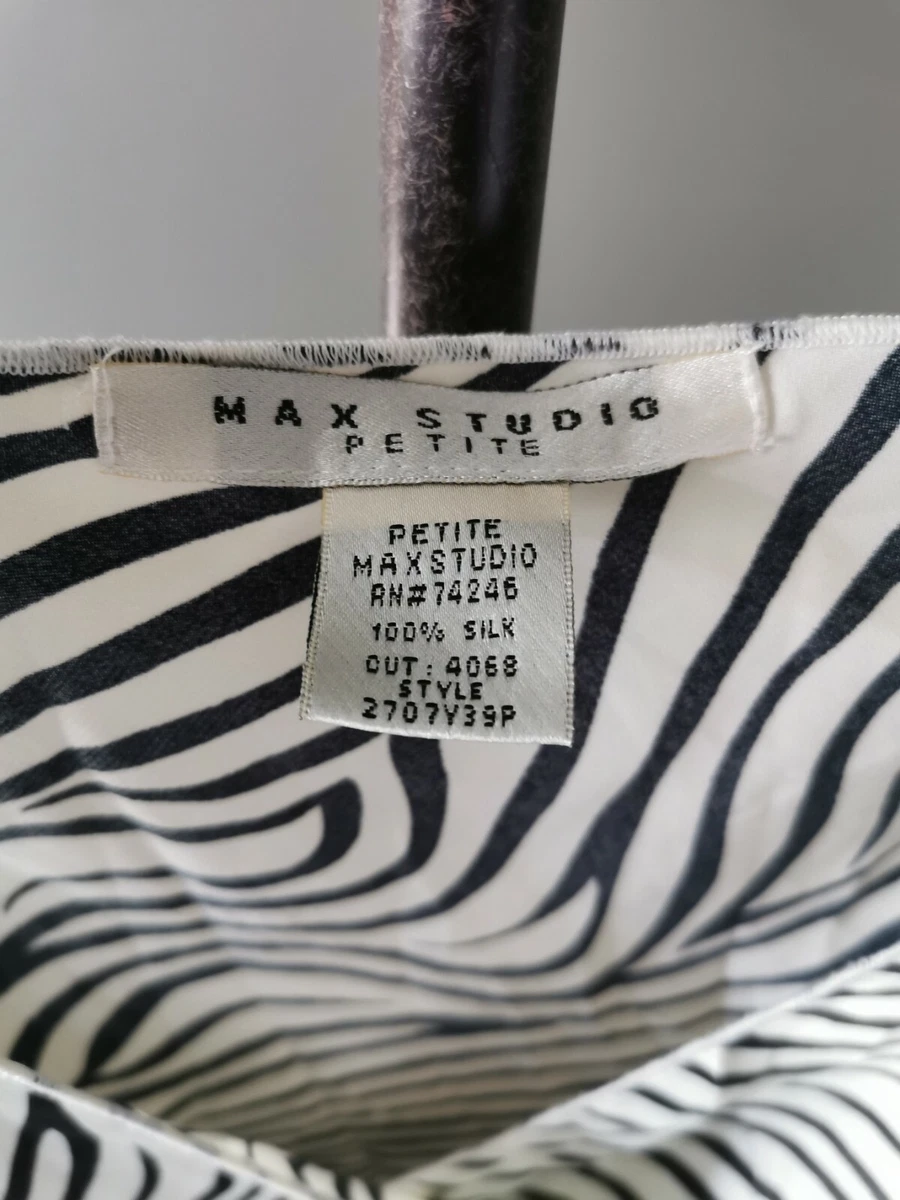 MAX STUDIO
PETITE
PETITE
MAXSTUDIO
RN#74246
100% SILK
CUT: 4068
STYLE
2707V39P